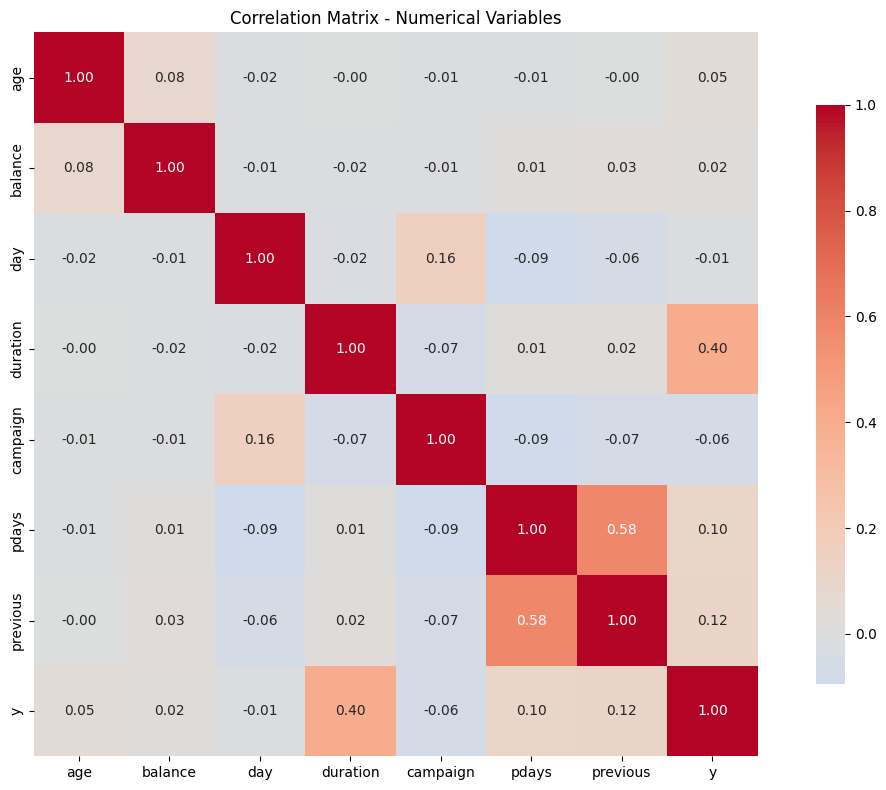 Correlation Matrix - Numerical Variables
age 1.00 0.08 -0.02 -0.00 -0.01 -0.01 -0.00 0.05
balance 0.08 1.00 -0.01 -0.02 -0.01 0.01 0.03 0.02
day -0.02 -0.01 1.00 -0.02 0.16 -0.09 -0.06 -0.01
duration -0.00 -0.02 -0.02 1.00 -0.07 0.01 0.02 0.40
campaign -0.01 -0.01 0.16 -0.07 1.00 -0.09 -0.07 -0.06
pdays -0.01 0.01 -0.09 0.01 -0.09 1.00 0.58 0.10
previous -0.00 0.03 -0.06 0.02 -0.07 0.58 1.00 0.12
y 0.05 0.02 -0.01 0.40 -0.06 0.10 0.12 1.00
age balance day duration campaign pdays previous y
1.0
0.8
0.6
0.4
0.2
0.0